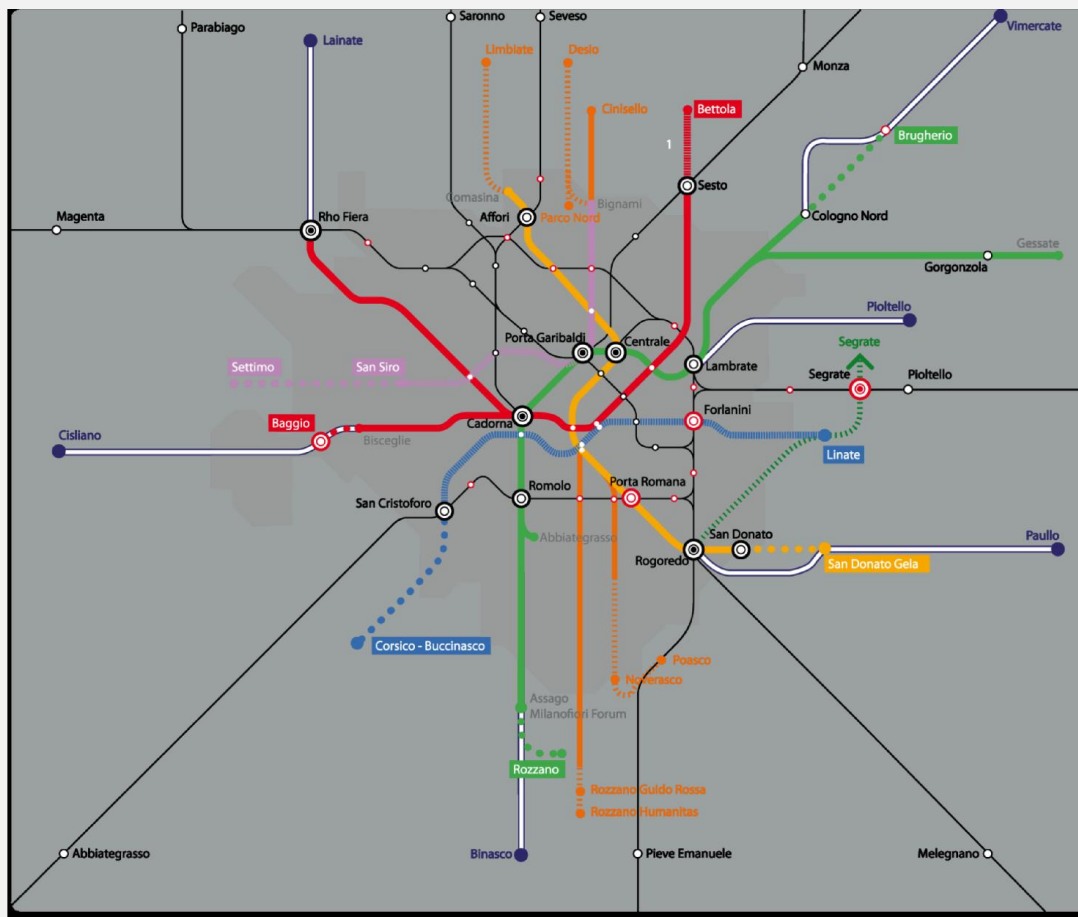 Saronno
Seveso
Parabiago
Lainate
Vimercate
Limbiate
Desio
Monza
Cinisello
Bettola
Brugherio
1
Sesto
Comasina
Bignami
Parco Nord
Affori
Magenta
Rho Fiera
Cologno Nord
Gessate
Gorgonzola
Pioltello
Segrate
Porta Garibaldi
Centrale
Lambrate
Settimo
San Siro
Segrate
Pioltello
Baggio
Cadorna
Forlanini
Cisliano
Bisceglie
Linate
Romolo
Porta Romana
San Cristoforo
Abbiategrasso
San Donato
Paullo
Rogoredo
San Donato Gela
Corsico - Buccinasco
Poasco
Noverasco
Assago
Milanofiori Forum
Rozzano
Rozzano Guido Rossa
Rozzano Humanitas
Abbiategrasso
Binasco
Pieve Emanuele
Melegnano